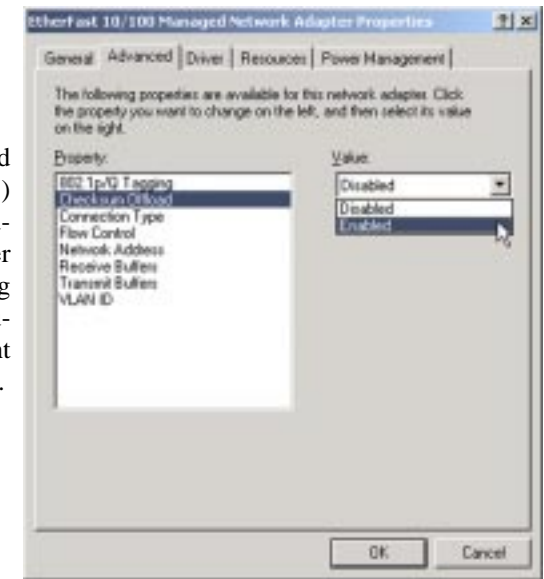 EtherFast 10/100 Managed Network Adapter Properties
General Advanced Driver Resources Power Management
The following properties are available for this network adapter. Click
the property you want to change on the left, and then select its value
on the right.
Property:
802.1p/Q Tagging
Checksum Offload
Connection Type
Flow Control
Network Address
Receive Buffers
Transmit Buffers
VLAN ID
Value:
Disabled
Disabled
Enabled
OK Cancel
d
)
-
er
g
-
nt
.